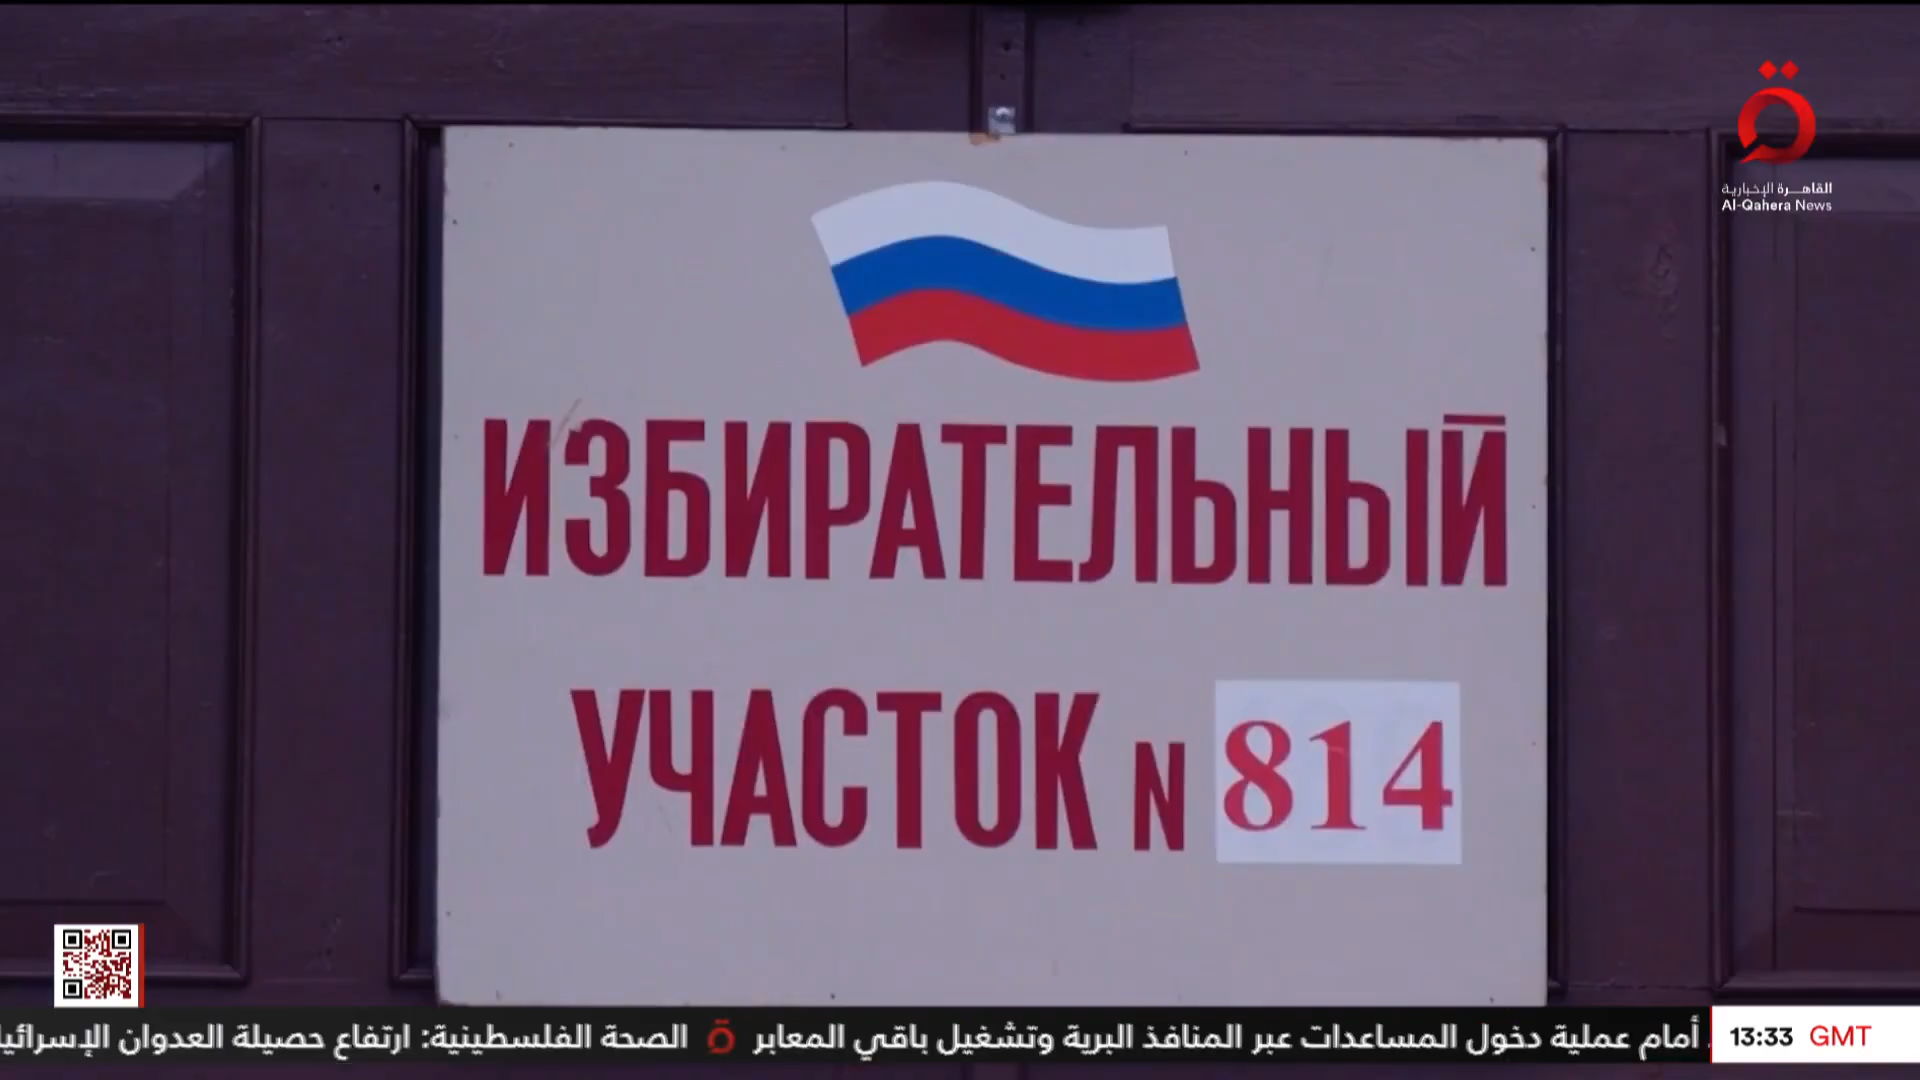 القاهرة الإخبارية
Al-Qahera News
ИЗБИРАТЕЛЬНЫЙ
УЧАСТОК N 814
أمام عملية دخول المساعدات عبر المنافذ البرية وتشغيل باقي المعابر
الصحة الفلسطينية: ارتفاع حصيلة العدوان
13:33 GMT